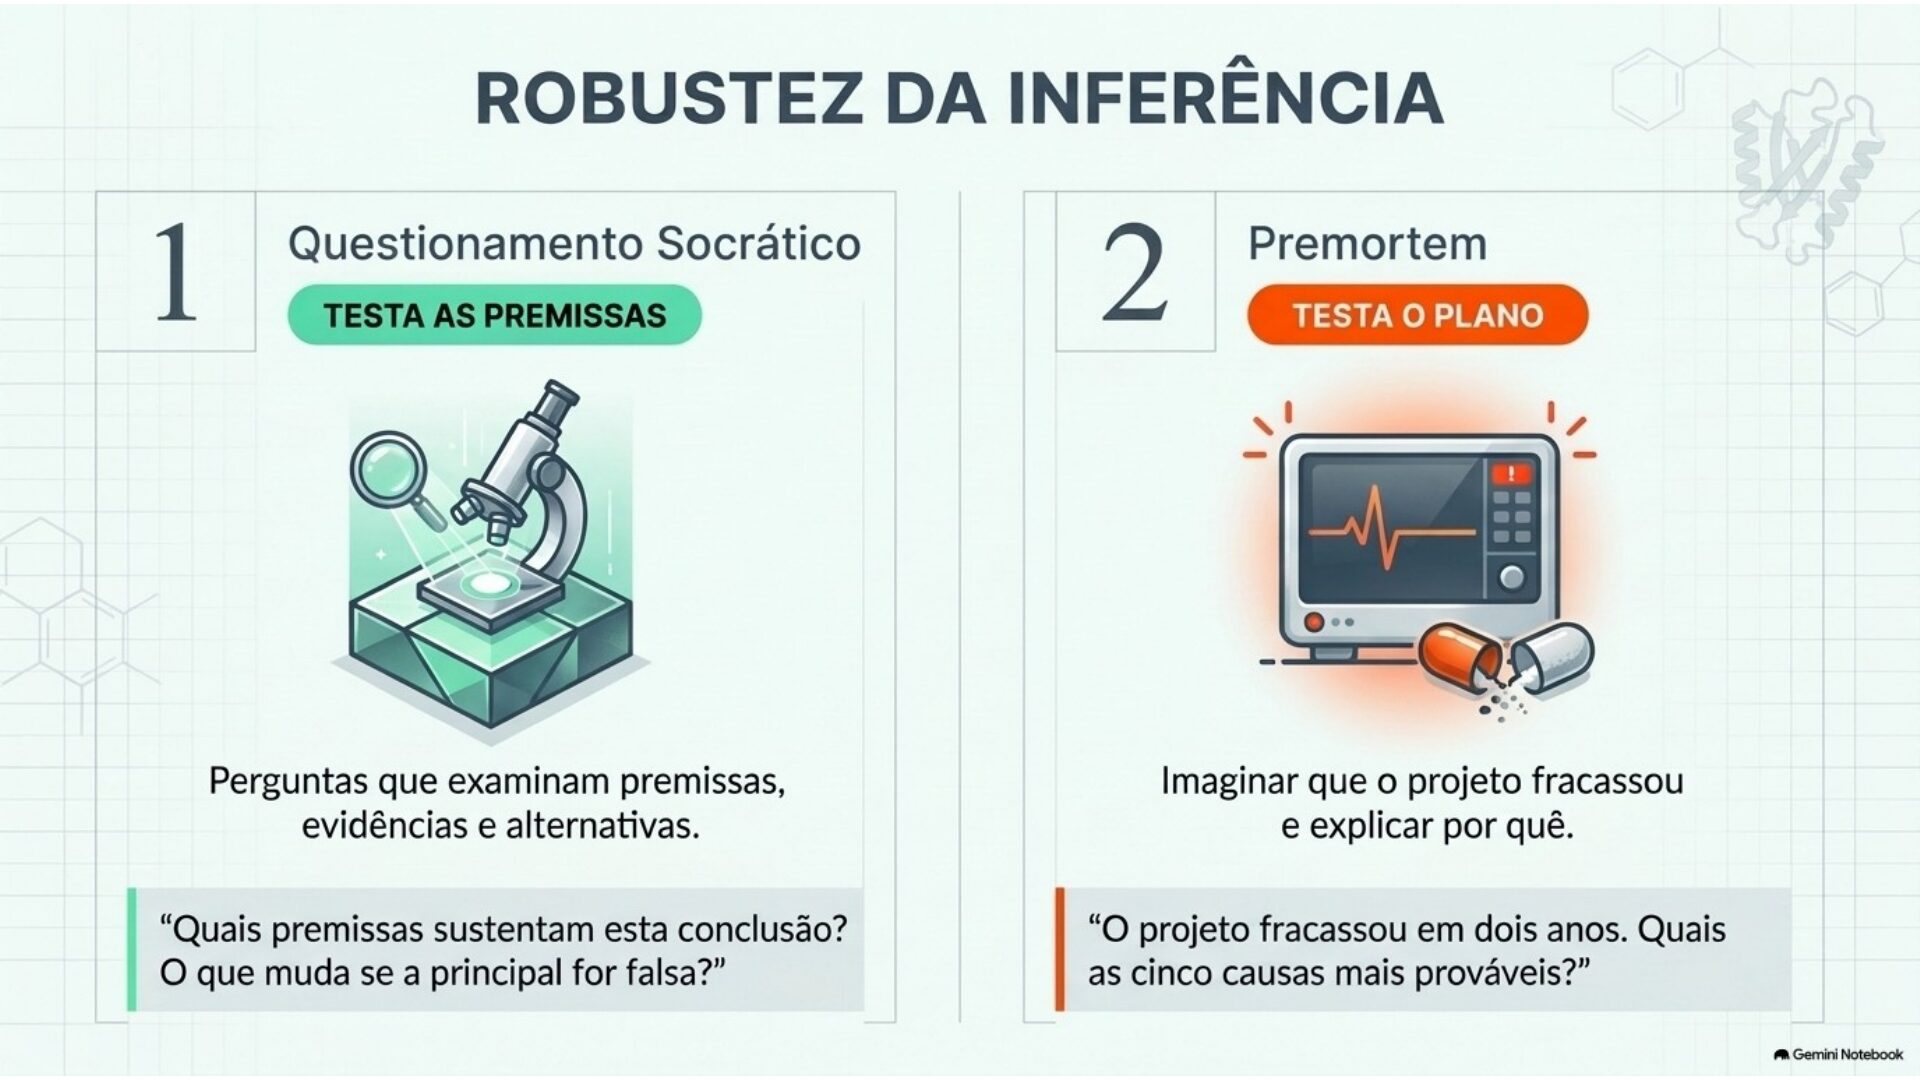 ROBUSTEZ DA INFERÊNCIA
1
Questionamento Socrático
TESTA AS PREMISSAS
Perguntas que examinam premissas,
evidências e alternativas.
“Quais premissas sustentam esta conclusão?
O que muda se a principal for falsa?”
2
Premortem
TESTA O PLANO
!
Imaginar que o projeto fracassou
e explicar por quê.
“O projeto fracassou em dois anos. Quais
as cinco causas mais prováveis?”
Gemini Notebook